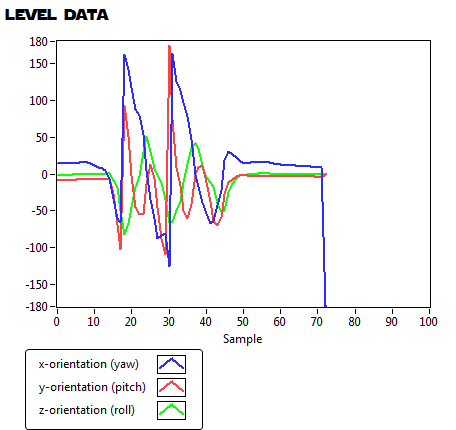 LEVEL DATA
180
150
100
50
0
-50
-100
-150
-180
0 10 20 30 40 50 60 70 80 90 100
Sample
x-orientation (yaw)
y-orientation (pitch)
z-orientation (roll)